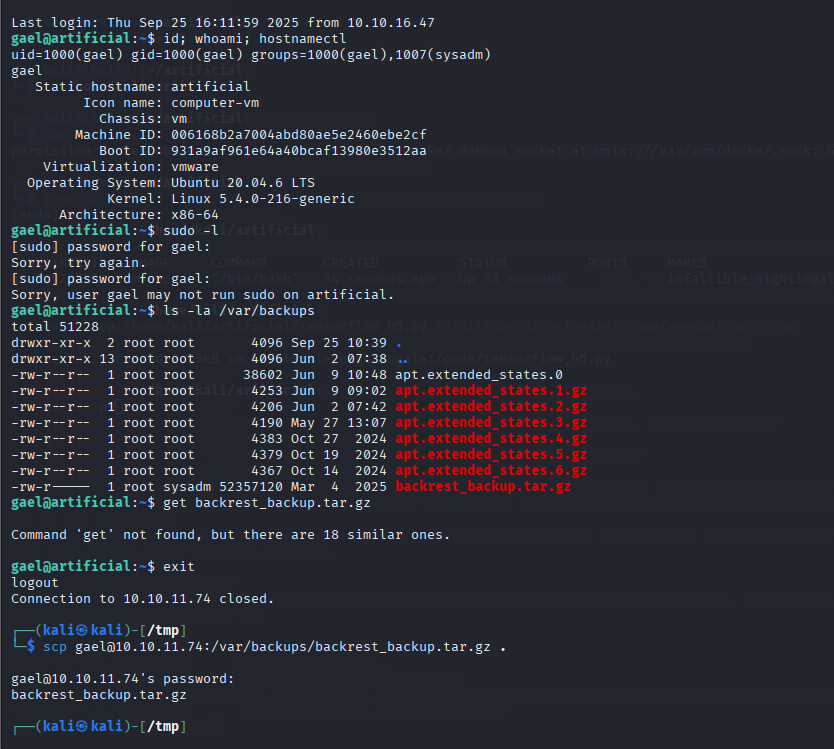 Last login: Thu Sep 25 16:11:59 2025 from 10.10.16.47
gael@artificial:~$ id; whoami; hostnamectl
uid=1000(gael) gid=1000(gael) groups=1000(gael),1007(sysadm)
gael
   Static hostname: artificial
         Icon name: computer-vm
           Chassis: vm
        Machine ID: 006168b2a7004abd80ae5e2460ebe2cf
           Boot ID: 931a9af961e64a40bcaf13980e3512aa
    Virtualization: vmware
  Operating System: Ubuntu 20.04.6 LTS
            Kernel: Linux 5.4.0-216-generic
      Architecture: x86-64
gael@artificial:~$ sudo -l
[sudo] password for gael:
Sorry, try again.
[sudo] password for gael:
Sorry, user gael may not run sudo on artificial.
gael@artificial:~$ ls -la /var/backups
total 51228
drwxr-xr-x  2 root root       4096 Sep 25 10:39 .
drwxr-xr-x 13 root root       4096 Jun  2 07:38 ..
-rw-r--r--  1 root root      38602 Jun  9 10:48 apt.extended_states.0
-rw-r--r--  1 root root       4253 Jun  9 09:02 apt.extended_states.1.gz
-rw-r--r--  1 root root       4206 Jun  2 07:42 apt.extended_states.2.gz
-rw-r--r--  1 root root       4190 May 27 13:07 apt.extended_states.3.gz
-rw-r--r--  1 root root       4383 Oct 27  2024 apt.extended_states.4.gz
-rw-r--r--  1 root root       4379 Oct 19  2024 apt.extended_states.5.gz
-rw-r--r--  1 root root       4367 Oct 14  2024 apt.extended_states.6.gz
-rw-r-----  1 root sysadm 52357120 Mar  4  2025 backrest_backup.tar.gz
gael@artificial:~$ get backrest_backup.tar.gz
Command 'get' not found, but there are 18 similar ones.
gael@artificial:~$ exit
logout
Connection to 10.10.11.74 closed.
┌──(kali㉿kali)-[/tmp]
└─$ scp gael@10.10.11.74:/var/backups/backrest_backup.tar.gz .
gael@10.10.11.74's password:
backrest_backup.tar.gz
┌──(kali㉿kali)-[/tmp]